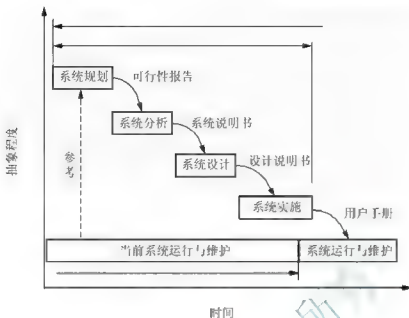 系统规划
可行性报告
系统分析
系统说明书
系统设计
设计说明书
系统实施
用户手册
当前系统运行与维护
系统运行与维护
参考
抽象程度
时间